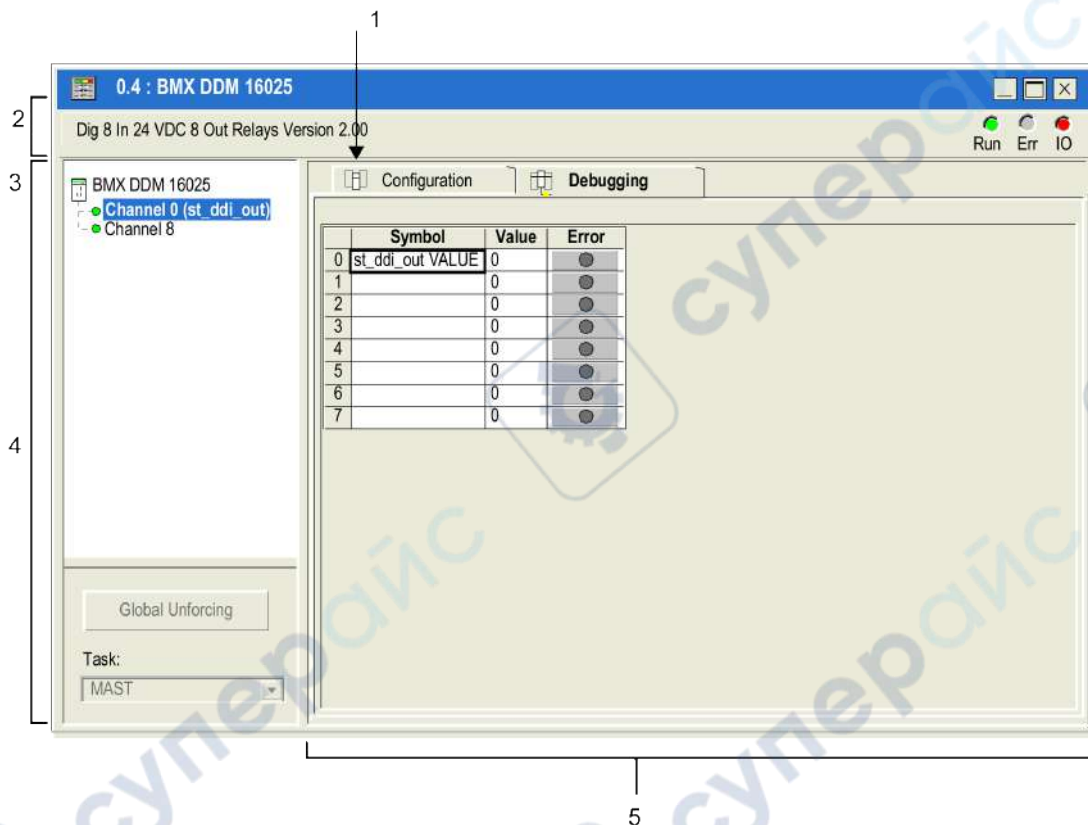 1
0.4 : BMX DDM 16025
2
Dig 8 In 24 VDC 8 Out Relays Version 2.00
Run Err IO
3
BMX DDM 16025
Channel 0 (st_ddi_out)
Channel 8
Configuration
Debugging
Symbol Value Error
0 st_ddi_out VALUE 0
1 0
2 0
3 0
4 0
5 0
6 0
7 0
4
Global Unforcing
Task:
MAST
5
супервайс
супервайс
супервайс